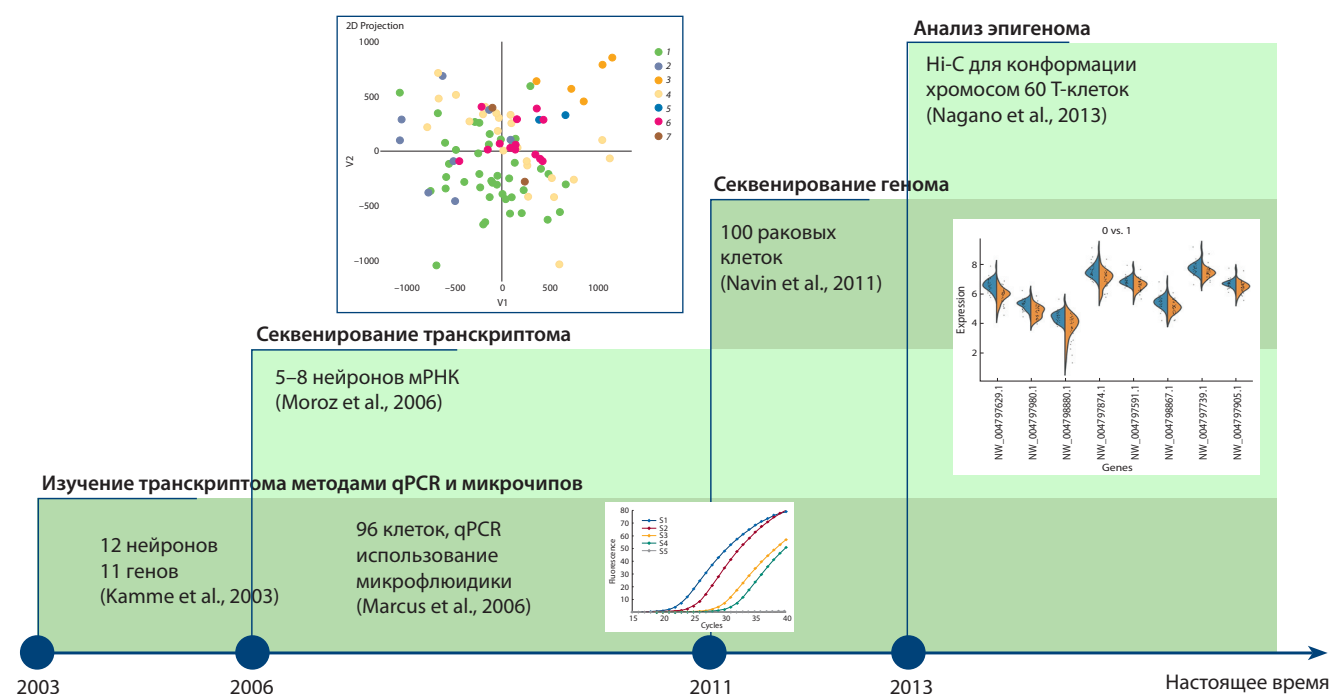 2D Projection
1000
500
0
−500
−1000
V2
−1000 −500 0 500 1000
V1
1
2
3
4
5
6
7
Анализ эпигенома
Hi-C для конформации
хромосом 60 Т-клеток
(Nagano et al., 2013)
Секвенирование генома
100 раковых
клеток
(Navin et al., 2011)
0 vs. 1
8
6
4
2
Expression
NW_004797629.1
NW_004797980.1
NW_004798880.1
NW_004797874.1
NW_004797591.1
NW_004798867.1
NW_004797739.1
NW_004797905.1
Genes
Секвенирование транскриптома
5–8 нейронов мРНК
(Moroz et al., 2006)
Изучение транскриптома методами qPCR и микрочипов
12 нейронов
11 генов
(Kamme et al., 2003)
96 клеток, qPCR
использование
микрофлюидики
(Marcus et al., 2006)
80
70
60
50
40
30
20
10
Fluorescence
S1
S2
S3
S4
S5
15 20 25 30 35 40
Cycles
2003 2006 2011 2013 Настоящее время